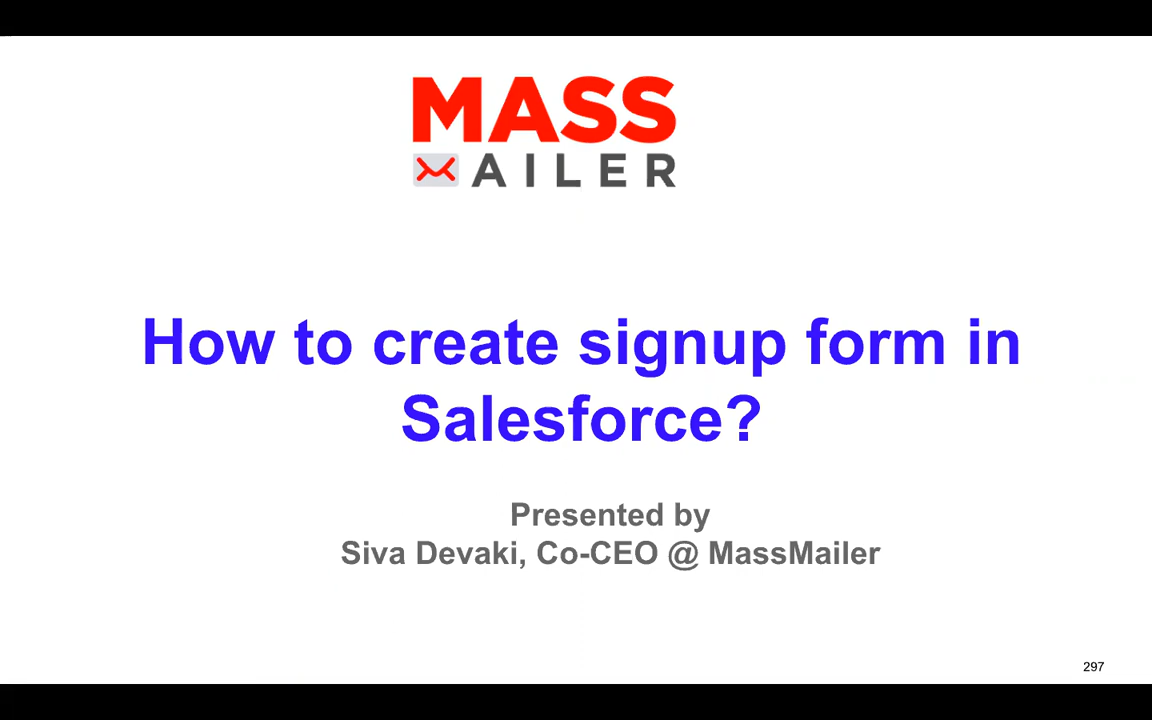 MASS
AILER
How to create signup form in
Salesforce?
Presented by
Siva Devaki, Co-CEO @ MassMailer
297